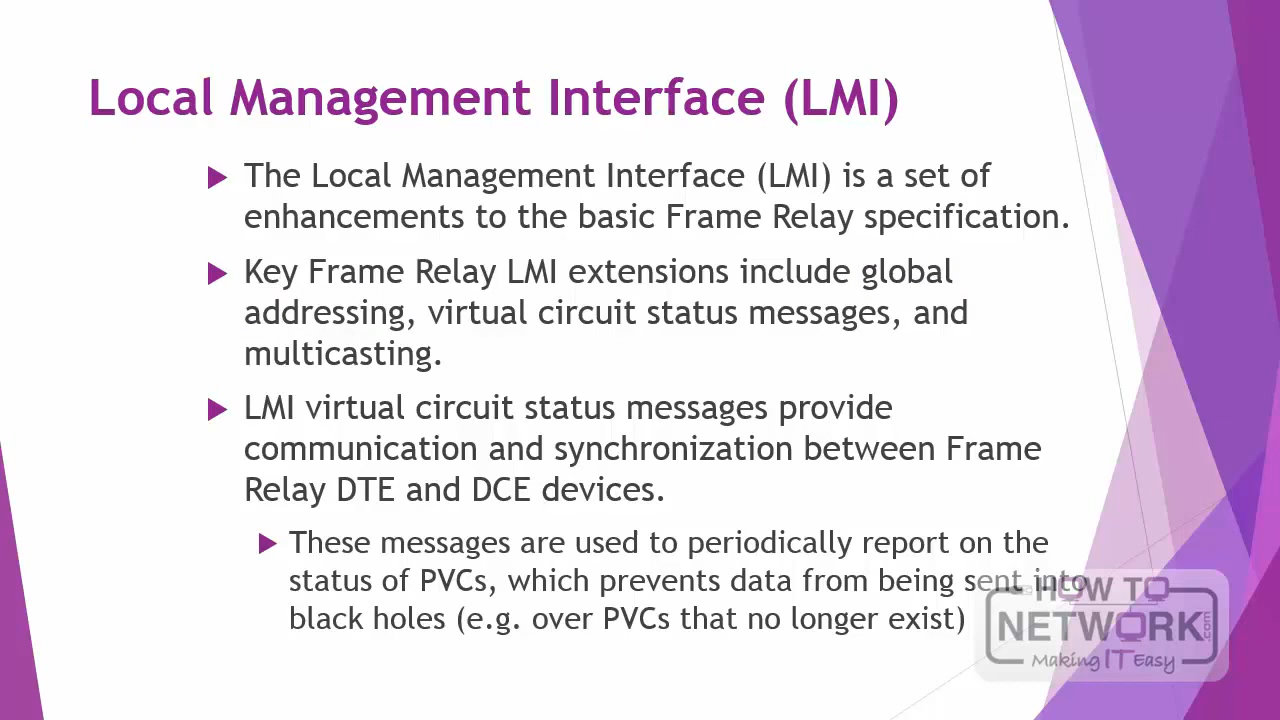 Local Management Interface (LMI)
The Local Management Interface (LMI) is a set of
enhancements to the basic Frame Relay specification.
Key Frame Relay LMI extensions include global
addressing, virtual circuit status messages, and
multicasting.
LMI virtual circuit status messages provide
communication and synchronization between Frame
Relay DTE and DCE devices.
These messages are used to periodically report on the
status of PVCs, which prevents data from being sent into
black holes (e.g. over PVCs that no longer exist)
HOW TO
NETWORK.com
Making IT Easy